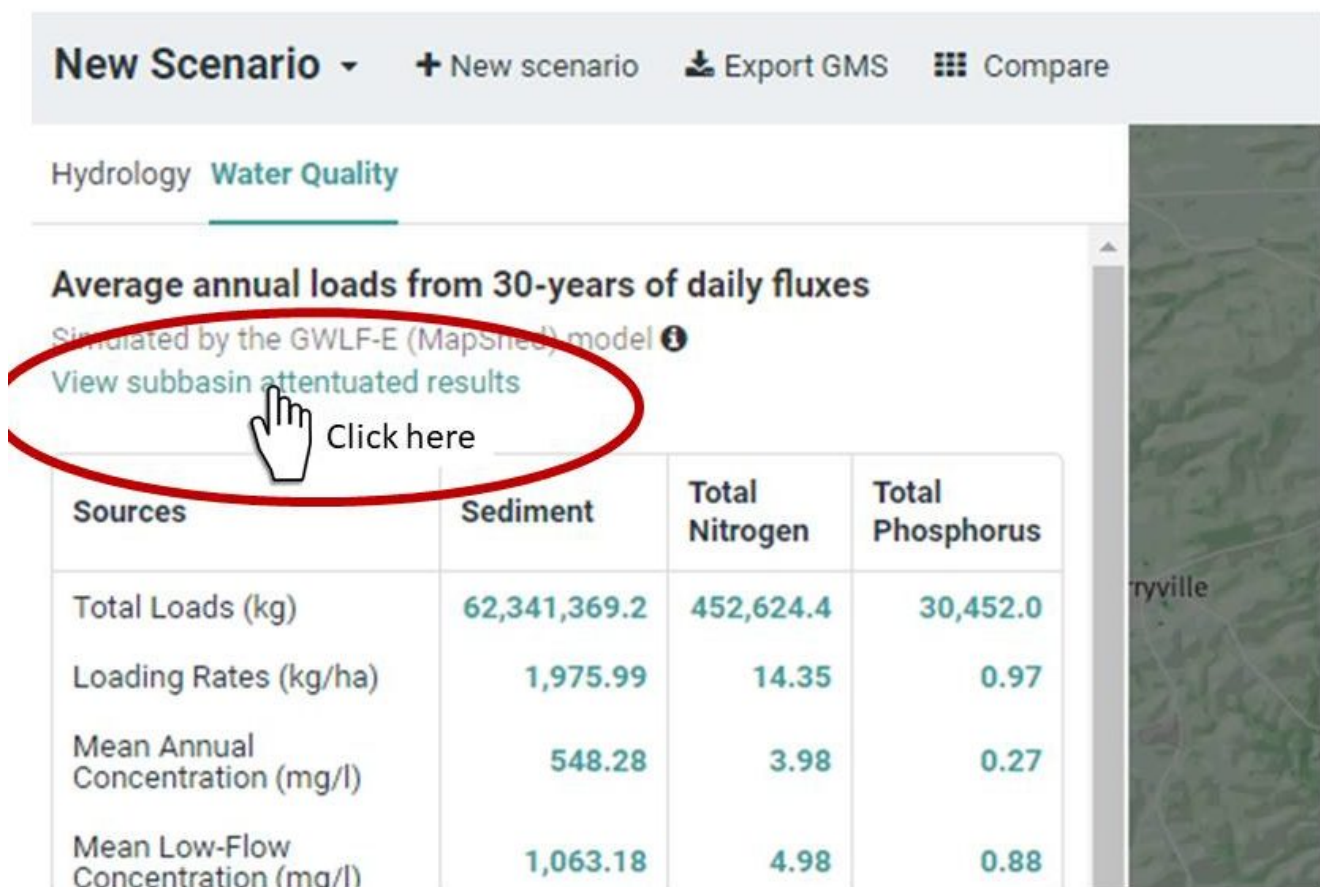 New Scenario + New scenario Export GMS Compare
Hydrology Water Quality
Average annual loads from 30-years of daily fluxes
Simulated by the GWLF-E (MapShed) model
View subbasin attentuated results
Click here
Sources Sediment Total Nitrogen Total Phosphorus
Total Loads (kg) 62,341,369.2 452,624.4 30,452.0
ryville
Loading Rates (kg/ha) 1,975.99 14.35 0.97
Mean Annual
Concentration (mg/l) 548.28 3.98 0.27
Mean Low-Flow
Concentration (mg/l) 1,063.18 4.98 0.88